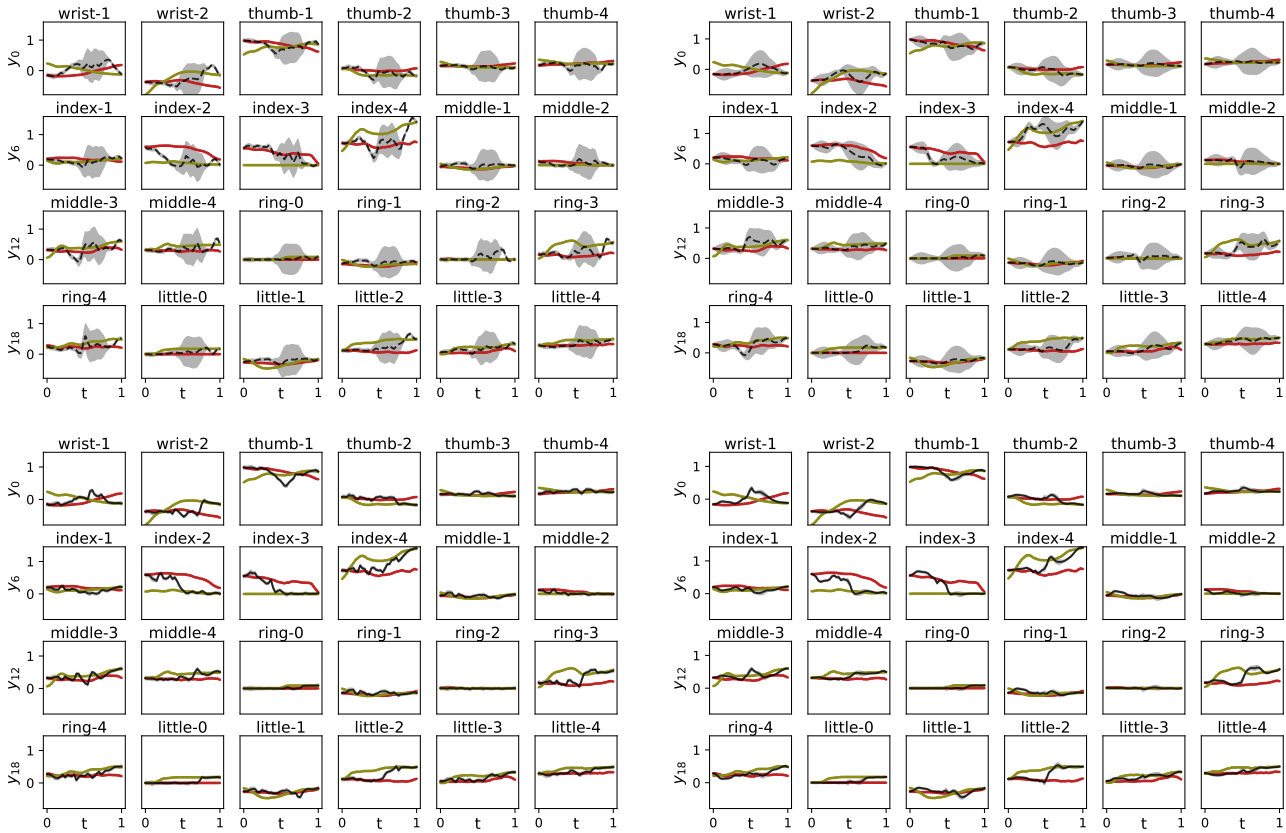 wrist-1 wrist-2 thumb-1 thumb-2 thumb-3 thumb-4
1
0
y0
index-1 index-2 index-3 index-4 middle-1 middle-2
1
0
y6
middle-3 middle-4 ring-0 ring-1 ring-2 ring-3
1
0
y12
ring-4 little-0 little-1 little-2 little-3 little-4
1
0
y18
0 t 1 0 t 1 0 t 1 0 t 1 0 t 1 0 t 1
wrist-1 wrist-2 thumb-1 thumb-2 thumb-3 thumb-4
1
0
y0
index-1 index-2 index-3 index-4 middle-1 middle-2
1
0
y6
middle-3 middle-4 ring-0 ring-1 ring-2 ring-3
1
0
y12
ring-4 little-0 little-1 little-2 little-3 little-4
1
0
y18
0 t 1 0 t 1 0 t 1 0 t 1 0 t 1 0 t 1
wrist-1 wrist-2 thumb-1 thumb-2 thumb-3 thumb-4
1
0
y0
index-1 index-2 index-3 index-4 middle-1 middle-2
1
0
y6
middle-3 middle-4 ring-0 ring-1 ring-2 ring-3
1
0
y12
ring-4 little-0 little-1 little-2 little-3 little-4
1
0
y18
0 t 1 0 t 1 0 t 1 0 t 1 0 t 1 0 t 1
wrist-1 wrist-2 thumb-1 thumb-2 thumb-3 thumb-4
1
0
y0
index-1 index-2 index-3 index-4 middle-1 middle-2
1
0
y6
middle-3 middle-4 ring-0 ring-1 ring-2 ring-3
1
0
y12
ring-4 little-0 little-1 little-2 little-3 little-4
1
0
y18
0 t 1 0 t 1 0 t 1 0 t 1 0 t 1 0 t 1